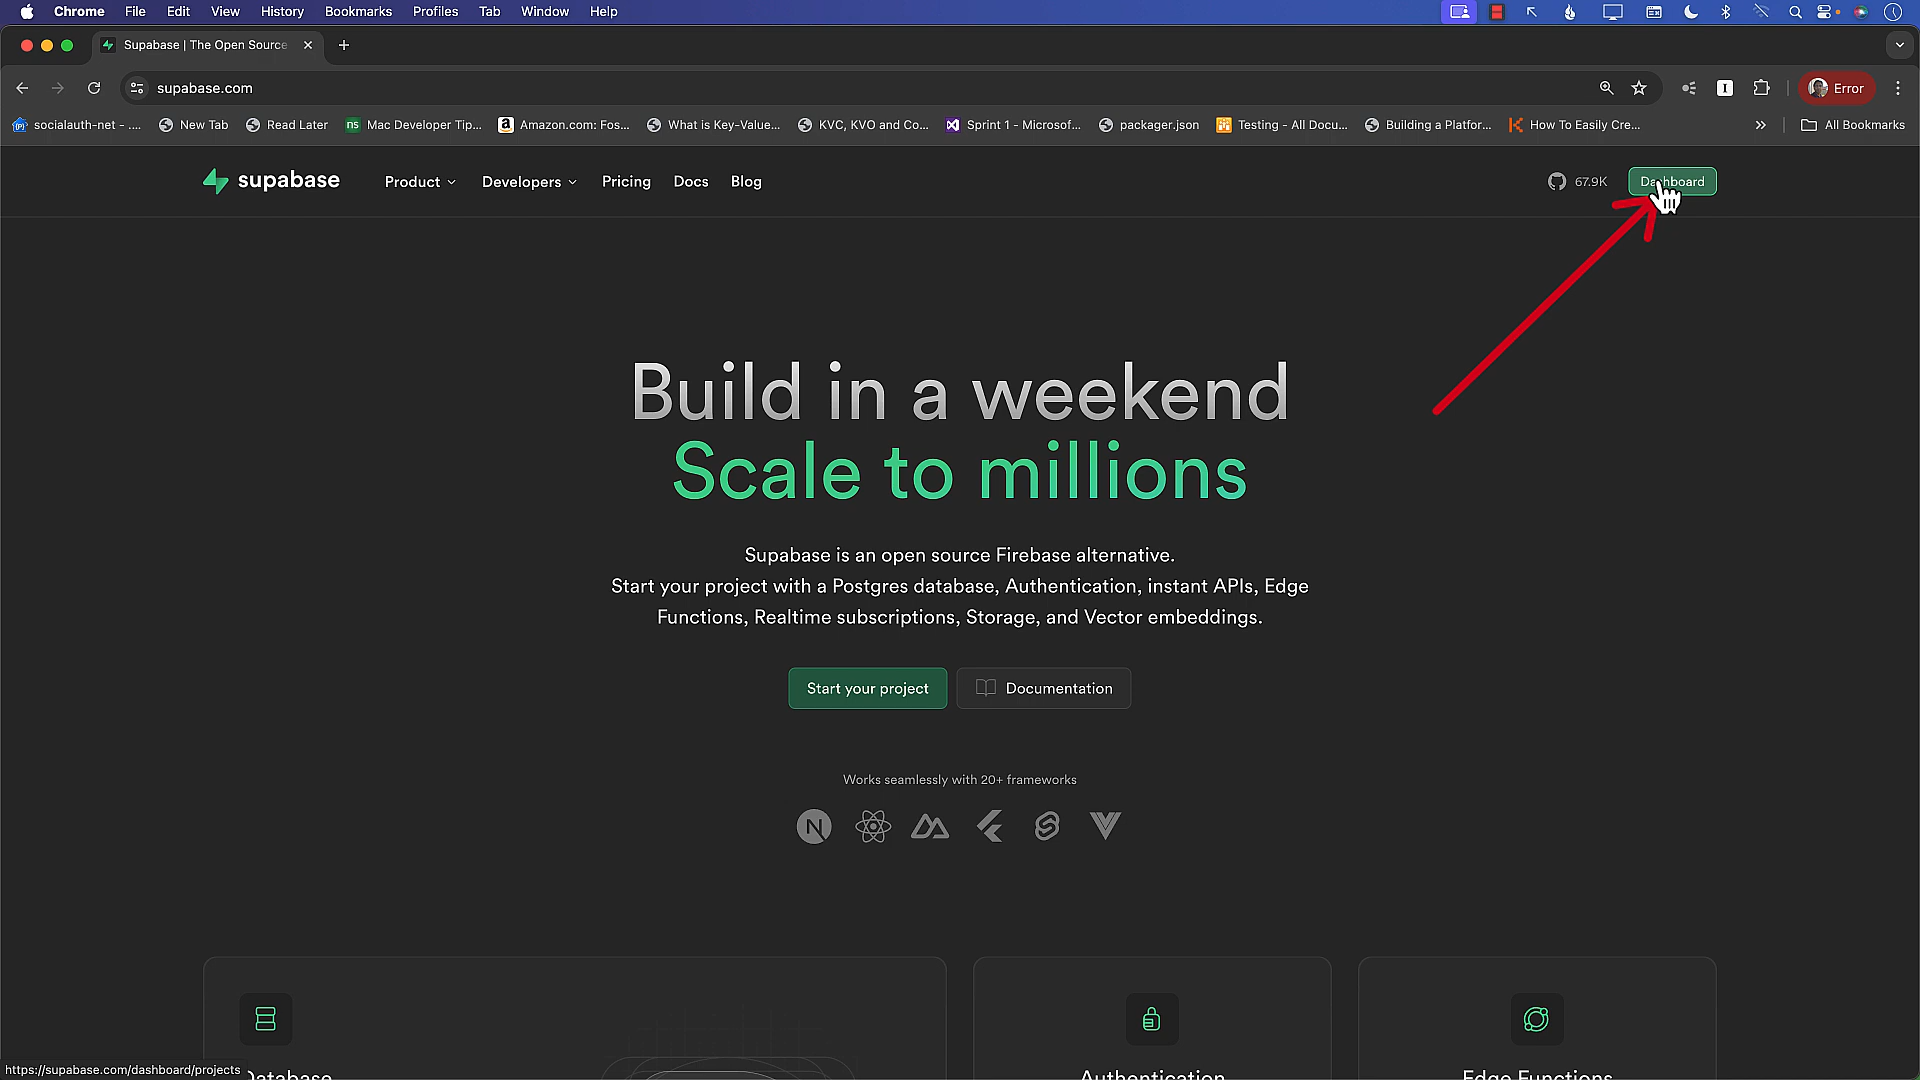 Chrome File Edit View History Bookmarks Profiles Tab Window Help
Supabase | The Open Source
supabase.com
Error
socialauth-net - .... New Tab Read Later Mac Developer Tip... Amazon.com: Fos... What is Key-Value... KVC, KVO and Co... Sprint 1 - Microsof... packager.json Testing - All Docu... Building a Platfor... How To Easily Cre... » All Bookmarks
supabase Product Developers Pricing Docs Blog 67.9K Dashboard
Build in a weekend
Scale to millions
Supabase is an open source Firebase alternative.
Start your project with a Postgres database, Authentication, instant APIs, Edge
Functions, Realtime subscriptions, Storage, and Vector embeddings.
Start your project Documentation
Works seamlessly with 20+ frameworks
https://supabase.com/dashboard/projects
Database Authentication Edge Functions